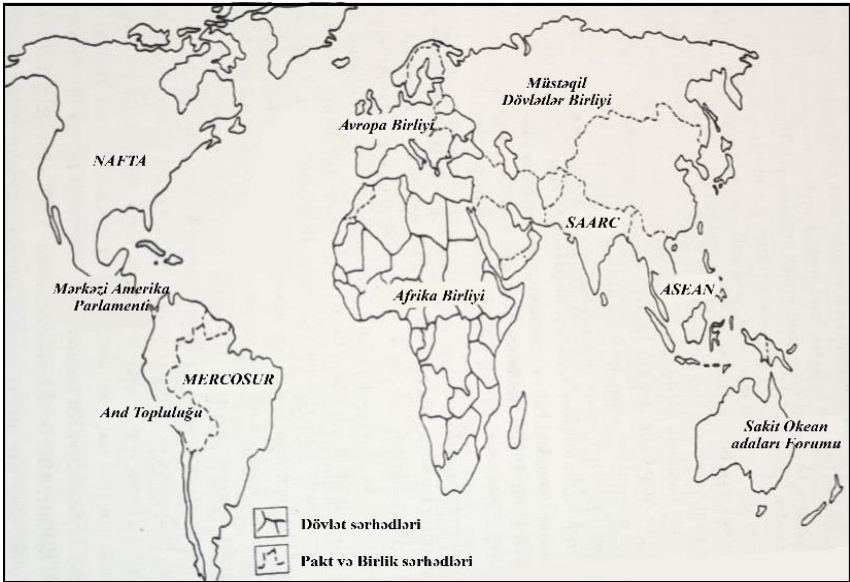 Müstəqil
Dövlətlər Birliyi
Avropa Birliyi
NAFTA
SAARC
Mərkəzi Amerika
Parlamenti
Afrika Birliyi
ASEAN
MERCOSUR
And Topluluğu
Sakit Okean
adaları Forumu
Dövlət sərhədləri
Pakt və Birlik sərhədləri